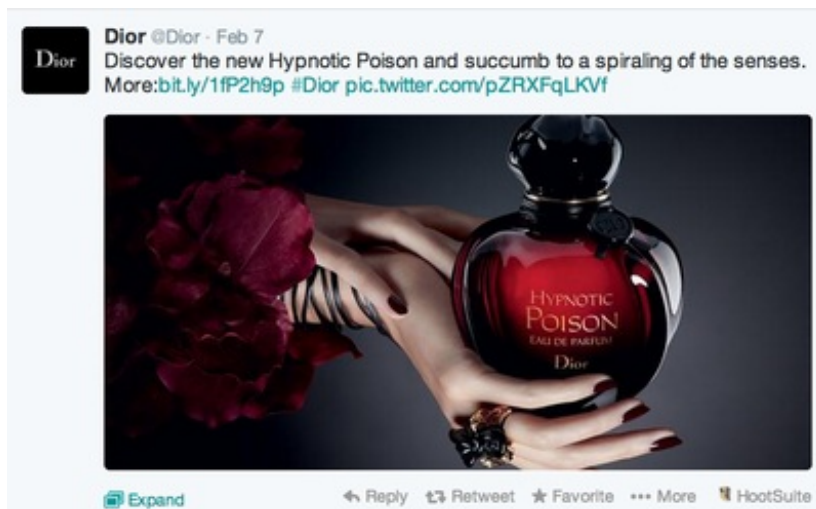 Dior
Dior @Dior · Feb 7
Discover the new Hypnotic Poison and succumb to a spiraling of the senses.
More:bit.ly/1fP2h9p #Dior pic.twitter.com/pZRXFqLKVf
HYPNOTIC
POISON
EAU DE PARFUM
Dior
Expand
Reply Retweet Favorite More HootSuite